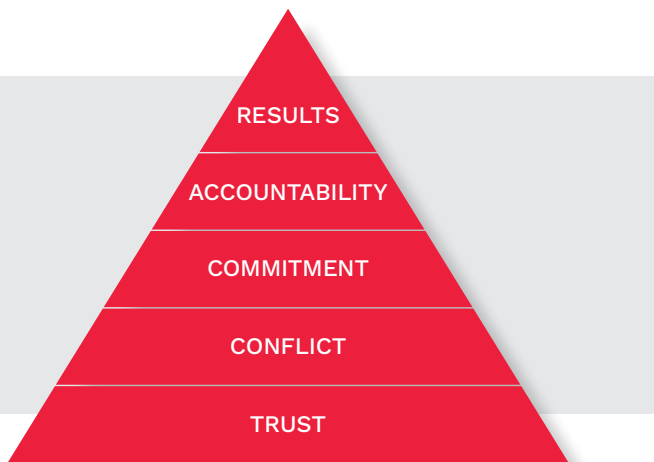 RESULTS
ACCOUNTABILITY
COMMITMENT
CONFLICT
TRUST